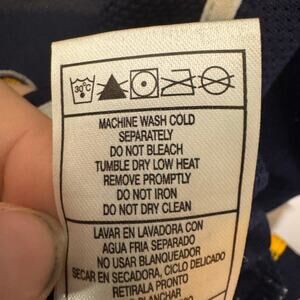 30°C
MACHINE WASH COLD
SEPARATELY
DO NOT BLEACH
TUMBLE DRY LOW HEAT
REMOVE PROMPTLY
DO NOT IRON
DO NOT DRY CLEAN
LAVAR EN LAVADORA CON
AGUA FRIA SEPARADO
NO USAR BLANQUEADOR
SECAR EN SECADORA, CICLO DELICADO
RETIRALA PRONTO
PLANCHAR